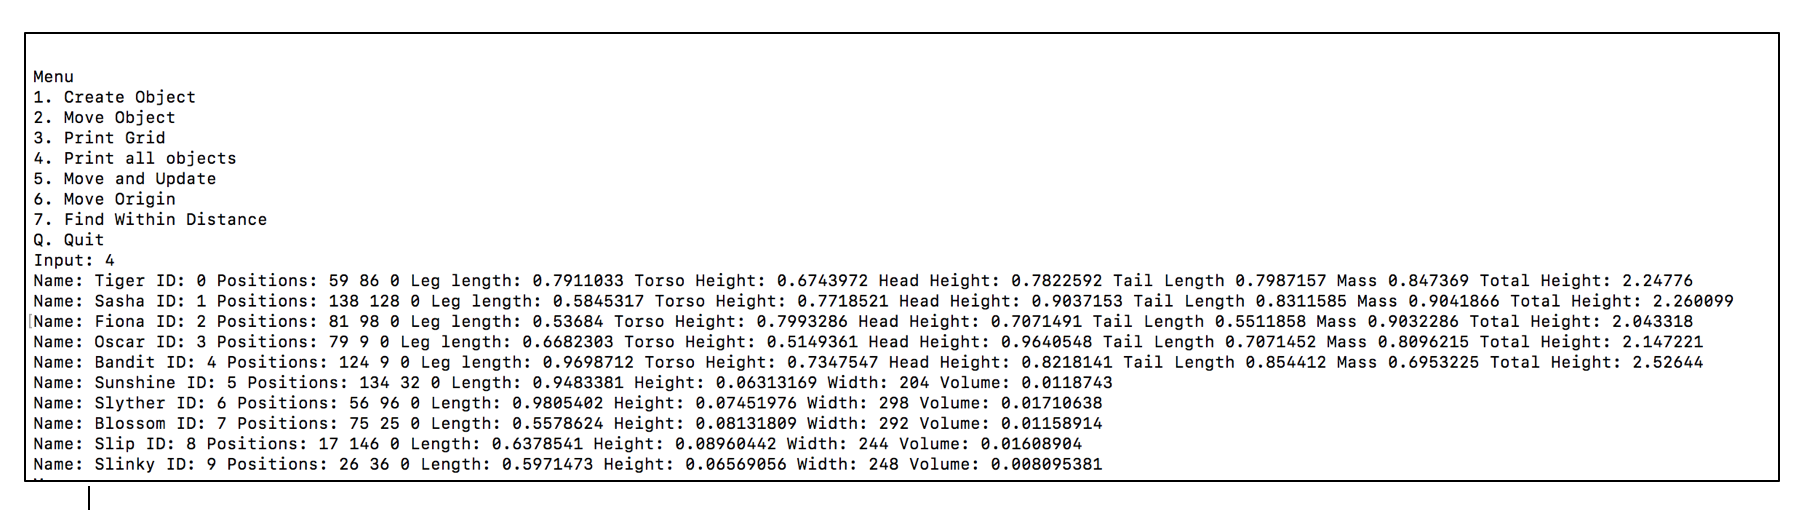 Menu
1. Create Object
2. Move Object
3. Print Grid
4. Print all objects
5. Move and Update
6. Move Origin
7. Find Within Distance
Q. Quit
Input: 4
Name: Tiger ID: 0 Positions: 59 86 0 Leg length: 0.7911033 Torso Height: 0.6743972 Head Height: 0.7822592 Tail Length 0.7987157 Mass 0.847369 Total Height: 2.24776
Name: Sasha ID: 1 Positions: 138 128 0 Leg length: 0.5845317 Torso Height: 0.7718521 Head Height: 0.9037153 Tail Length 0.8311585 Mass 0.9041866 Total Height: 2.260099
[Name: Fiona ID: 2 Positions: 81 98 0 Leg length: 0.53684 Torso Height: 0.7993286 Head Height: 0.7071491 Tail Length 0.5511858 Mass 0.9032286 Total Height: 2.043318
Name: Oscar ID: 3 Positions: 79 9 0 Leg length: 0.6682303 Torso Height: 0.5149361 Head Height: 0.9640548 Tail Length 0.7071452 Mass 0.8096215 Total Height: 2.147221
Name: Bandit ID: 4 Positions: 124 9 0 Leg length: 0.9698712 Torso Height: 0.7347547 Head Height: 0.8218141 Tail Length 0.854412 Mass 0.6953225 Total Height: 2.52644
Name: Sunshine ID: 5 Positions: 134 32 0 Length: 0.9483381 Height: 0.06313169 Width: 204 Volume: 0.0118743
Name: Slyther ID: 6 Positions: 56 96 0 Length: 0.9805402 Height: 0.07451976 Width: 298 Volume: 0.01710638
Name: Blossom ID: 7 Positions: 75 25 0 Length: 0.5578624 Height: 0.08131809 Width: 292 Volume: 0.01158914
Name: Slip ID: 8 Positions: 17 146 0 Length: 0.6378541 Height: 0.08960442 Width: 244 Volume: 0.01608904
Name: Slinky ID: 9 Positions: 26 36 0 Length: 0.5971473 Height: 0.06569056 Width: 248 Volume: 0.008095381